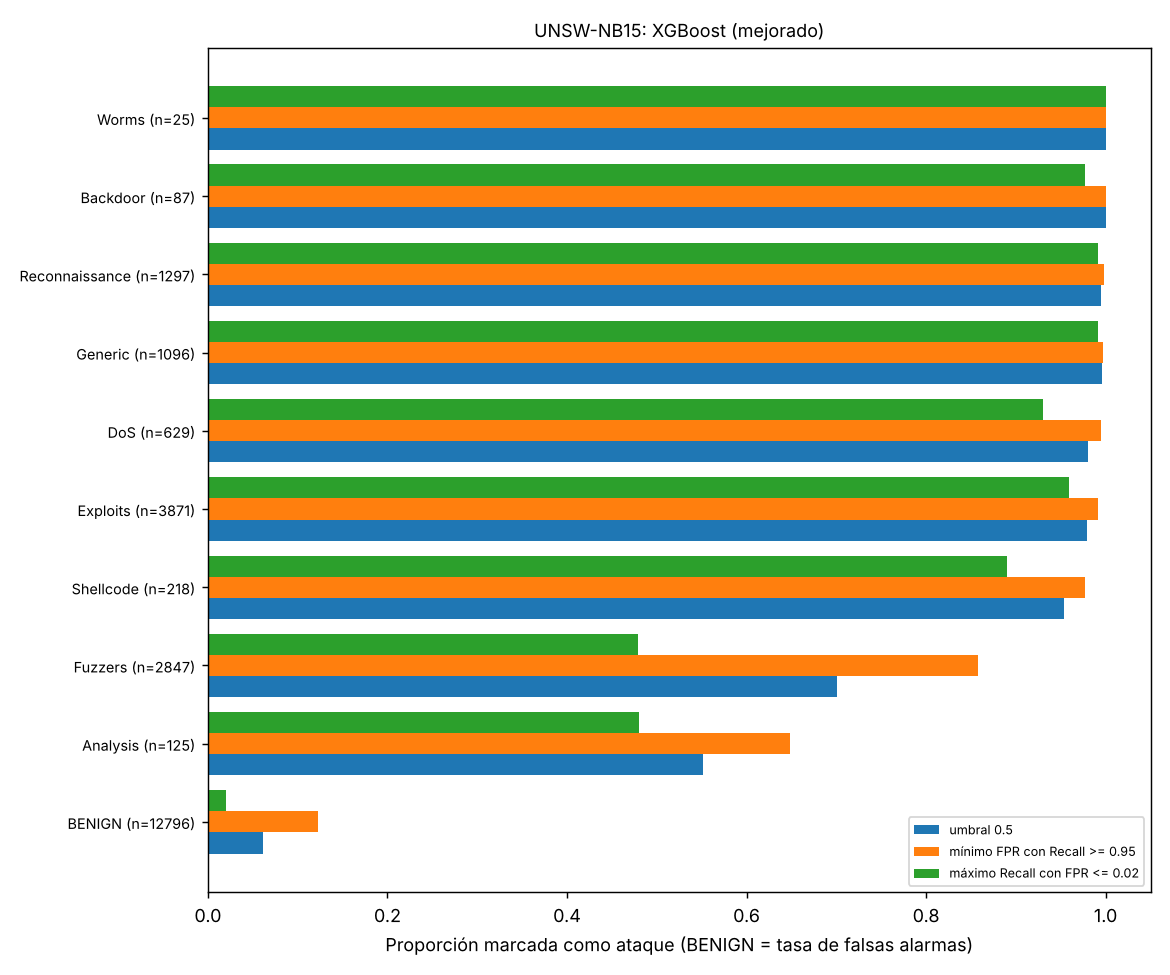 UNSW-NB15: XGBoost (mejorado)
Worms (n=25)
Backdoor (n=87)
Reconnaissance (n=1297)
Generic (n=1096)
DoS (n=629)
Exploits (n=3871)
Shellcode (n=218)
Fuzzers (n=2847)
Analysis (n=125)
BENIGN (n=12796)
umbral 0.5
mínimo FPR con Recall >= 0.95
máximo Recall con FPR <= 0.02
0.0 0.2 0.4 0.6 0.8 1.0
Proporción marcada como ataque (BENIGN = tasa de falsas alarmas)